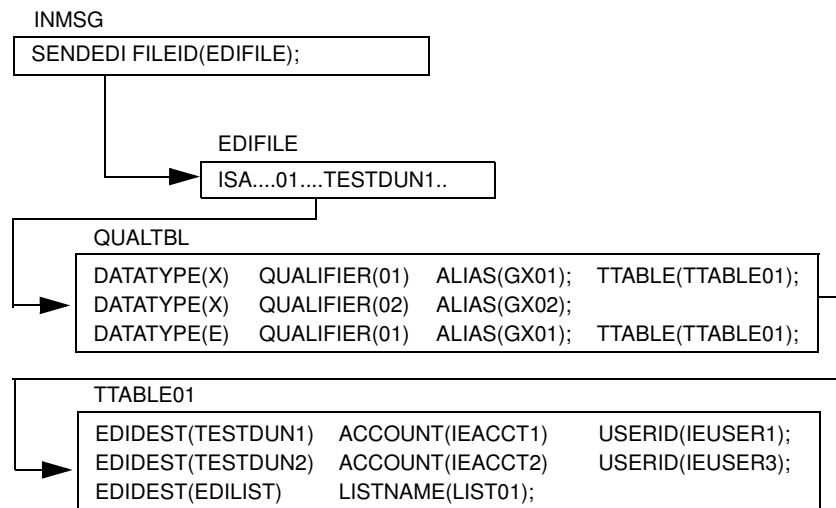 INMSG
SENDEDI FILEID(EDIFILE);
EDIFILE
ISA....01....TESTDUN1..
QUALTBL
DATATYPE(X) QUALIFIER(01) ALIAS(GX01); TTABLE(TTABLE01);
DATATYPE(X) QUALIFIER(02) ALIAS(GX02);
DATATYPE(E) QUALIFIER(01) ALIAS(GX01); TTABLE(TTABLE01);
TTABLE01
EDIDEST(TESTDUN1) ACCOUNT(IEACCT1) USERID(IEUSER1);
EDIDEST(TESTDUN2) ACCOUNT(IEACCT2) USERID(IEUSER3);
EDIDEST(EDILIST) LISTNAME(LIST01);